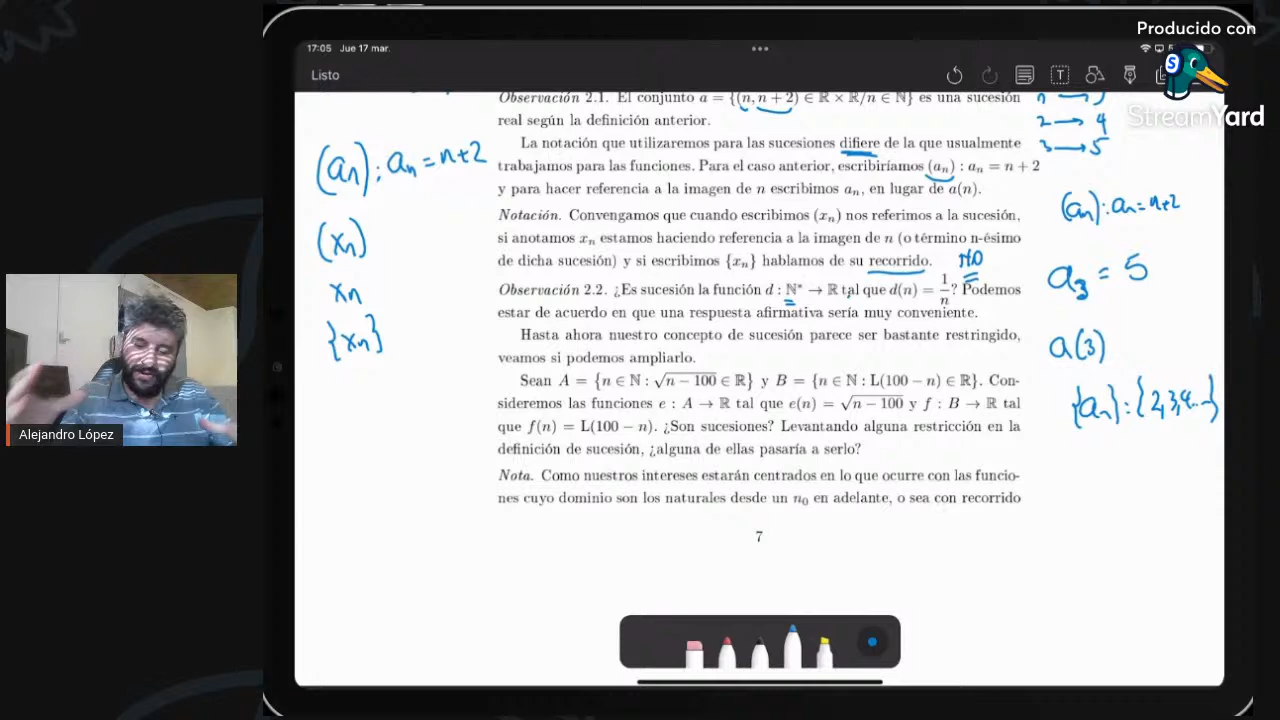 Producido con
StreamYard
17:05 Jue 17 mar.
Listo
Observación 2.1. El conjunto a = {(n, n + 2) ∈ ℝ × ℝ/n ∈ ℕ} es una sucesión
real según la definición anterior.
La notación que utilizaremos para las sucesiones difiere de la que usualmente
trabajamos para las funciones. Para el caso anterior, escribiríamos (aₙ) : aₙ = n + 2
y para hacer referencia a la imagen de n escribimos aₙ, en lugar de a(n).
Notación. Convengamos que cuando escribimos (xₙ) nos referimos a la sucesión,
si anotamos xₙ estamos haciendo referencia a la imagen de n (o término n-ésimo
de dicha sucesión) y si escribimos {xₙ} hablamos de su recorrido.
NO
Observación 2.2. ¿Es sucesión la función d : ℕ* → ℝ tal que d(n) = 1/n? Podemos
estar de acuerdo en que una respuesta afirmativa sería muy conveniente.
Hasta ahora nuestro concepto de sucesión parece ser bastante restringido,
veamos si podemos ampliarlo.
Sean A = {n ∈ ℕ : √(n − 100) ∈ ℝ} y B = {n ∈ ℕ : L(100 − n) ∈ ℝ}. Con-
sideremos las funciones e : A → ℝ tal que e(n) = √(n − 100) y f : B → ℝ tal
que f(n) = L(100 − n). ¿Son sucesiones? Levantando alguna restricción en la
definición de sucesión, ¿alguna de ellas pasaría a serlo?
Nota. Como nuestros intereses estarán centrados en lo que ocurre con las funcio-
nes cuyo dominio son los naturales desde un n₀ en adelante, o sea con recorrido
7
(aₙ) : aₙ = n+2
(xₙ)
xₙ
{xₙ}
2 → 4
3 → 5
(aₙ) : aₙ = n+2
a₃ = 5
a(3)
{aₙ} : {2,3,4...}
Alejandro López